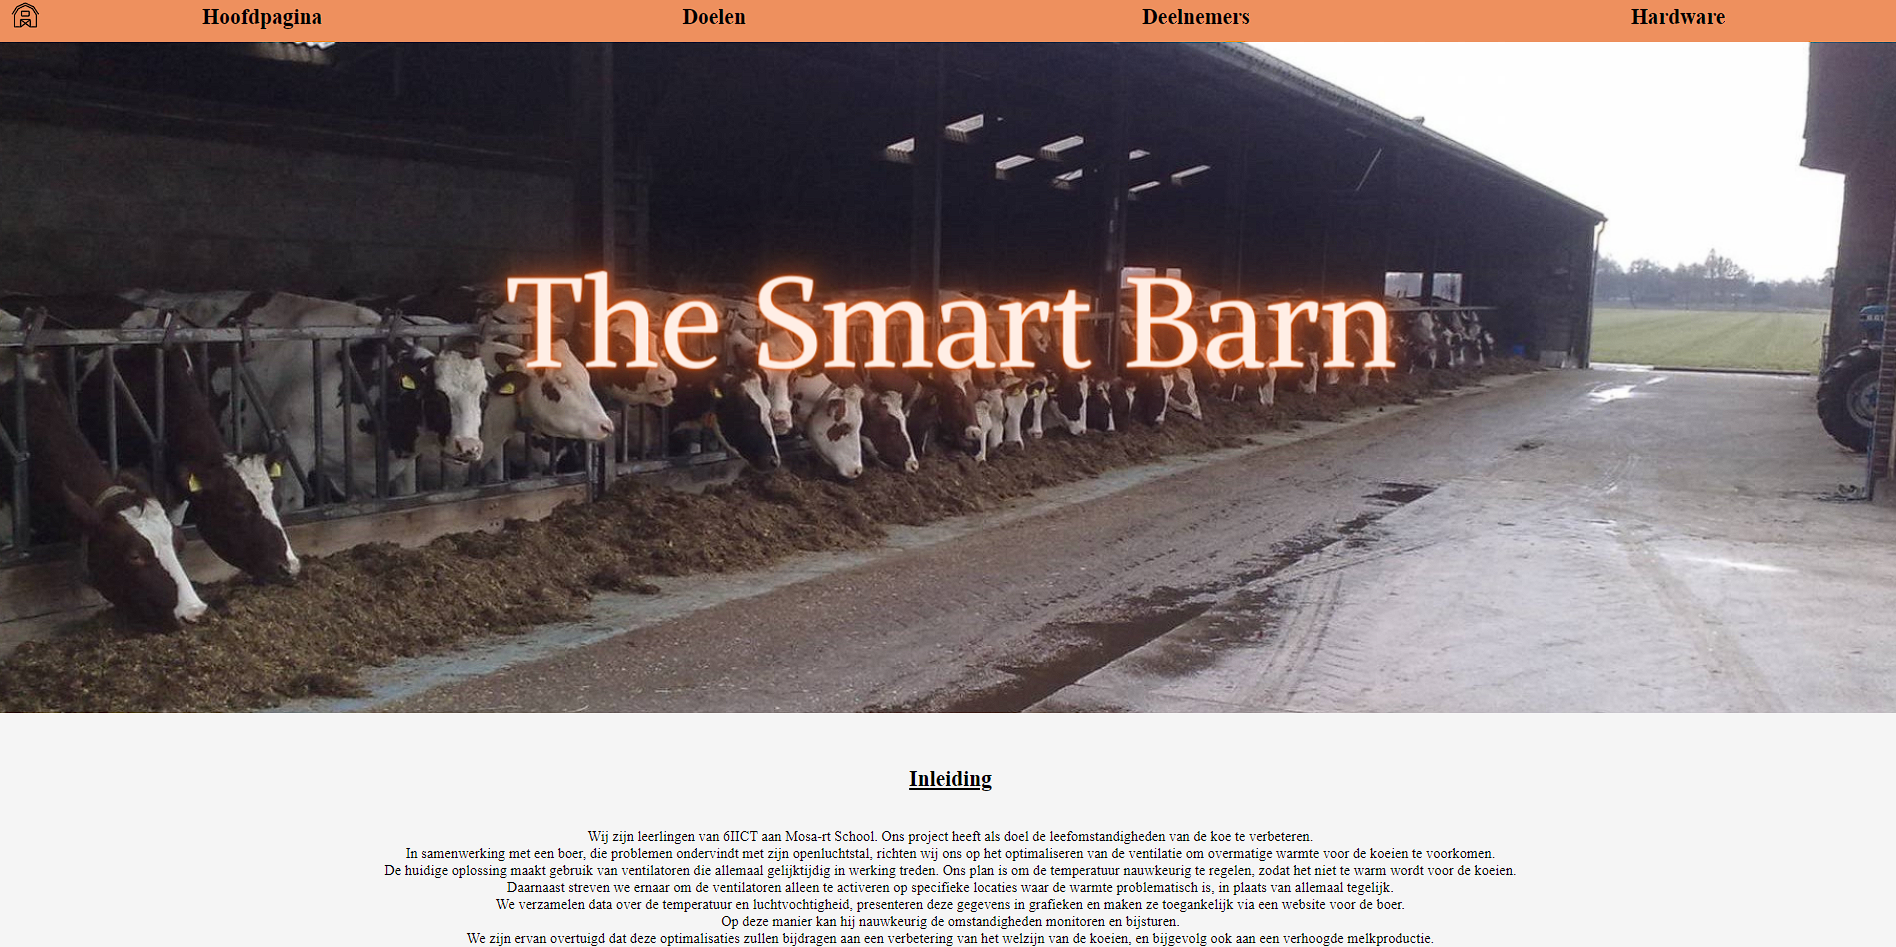 Hoofdpagina Doelen Deelnemers Hardware
The Smart Barn
Inleiding
Wij zijn leerlingen van 6IICT aan Mosa-rt School. Ons project heeft als doel de leefomstandigheden van de koe te verbeteren.
In samenwerking met een boer, die problemen ondervindt met zijn openluchtstal, richten wij ons op het optimaliseren van de ventilatie om overmatige warmte voor de koeien te voorkomen.
De huidige oplossing maakt gebruik van ventilatoren die allemaal gelijktijdig in werking treden. Ons plan is om de temperatuur nauwkeurig te regelen, zodat het niet te warm wordt voor de koeien.
Daarnaast streven we ernaar om de ventilatoren alleen te activeren op specifieke locaties waar de warmte problematisch is, in plaats van allemaal tegelijk.
We verzamelen data over de temperatuur en luchtvochtigheid, presenteren deze gegevens in grafieken en maken ze toegankelijk via een website voor de boer.
Op deze manier kan hij nauwkeurig de omstandigheden monitoren en bijsturen.
We zijn ervan overtuigd dat deze optimalisaties zullen bijdragen aan een verbetering van het welzijn van de koeien, en bijgevolg ook aan een verhoogde melkproductie.